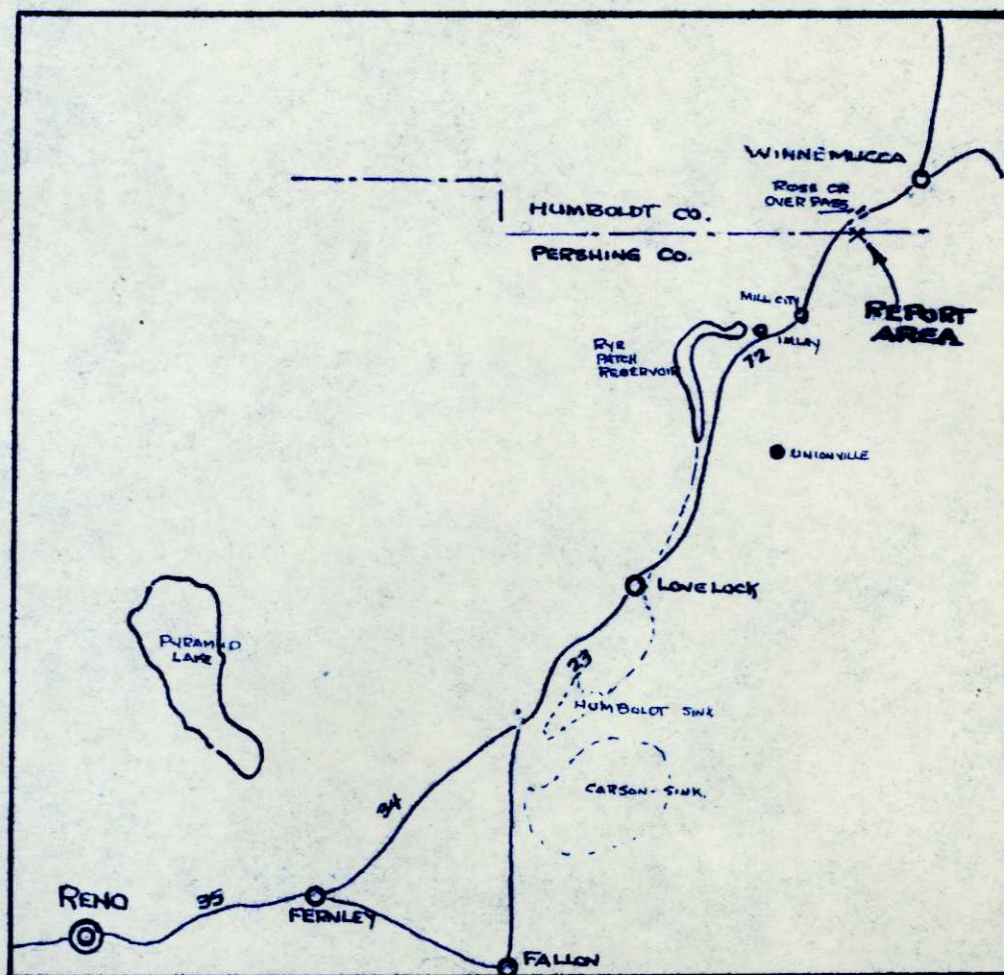 WINNEMUCCA
ROSE CR
OVER PASS
HUMBOLDT CO.
PERSHING CO.
REPORT
AREA
MILL CITY
IMLAY
RYE
PATCH
RESERVOIR
72
UNIONVILLE
LOVELOCK
PYRAMID
LAKE
23
HUMBOLDT SINK
CARSON-SINK
34
RENO
35
FERNLEY
FALLON